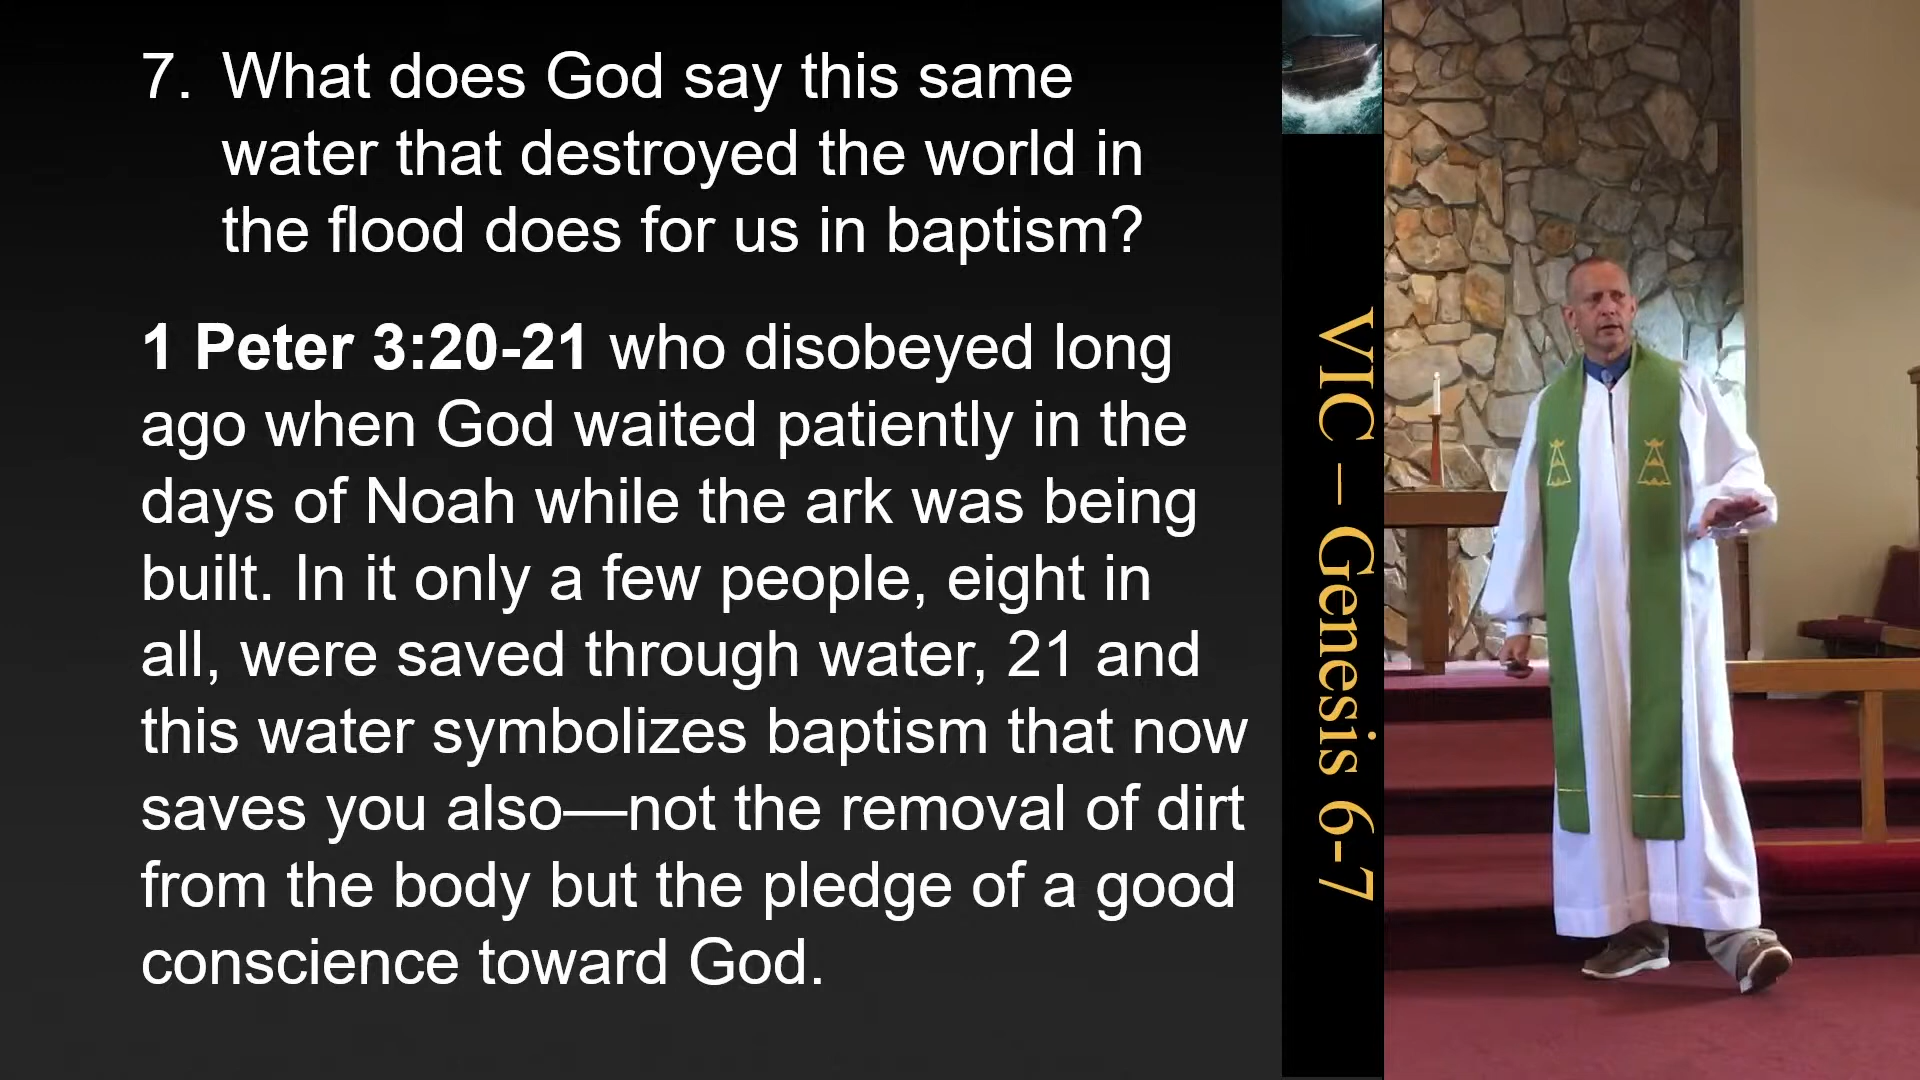 7. What does God say this same
water that destroyed the world in
the flood does for us in baptism?
1 Peter 3:20-21 who disobeyed long
ago when God waited patiently in the
days of Noah while the ark was being
built. In it only a few people, eight in
all, were saved through water, 21 and
this water symbolizes baptism that now
saves you also—not the removal of dirt
from the body but the pledge of a good
conscience toward God.
VIC – Genesis 6-7